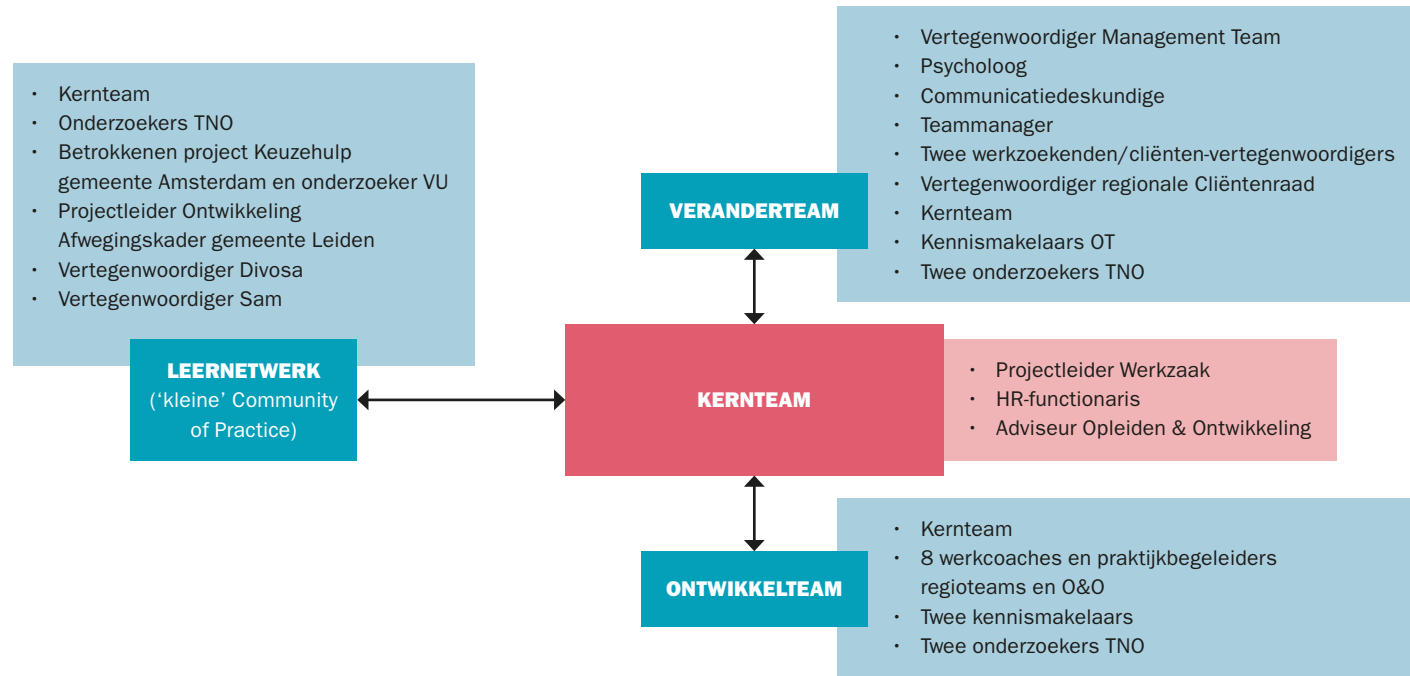 · Kernteam
· Onderzoekers TNO
· Betrokkenen project Keuzehulp
gemeente Amsterdam en onderzoeker VU
· Projectleider Ontwikkeling
Afwegingskader gemeente Leiden
· Vertegenwoordiger Divosa
· Vertegenwoordiger Sam
LEERNETWERK
(‘kleine’ Community
of Practice)
· Vertegenwoordiger Management Team
· Psycholoog
· Communicatiedeskundige
· Teammanager
· Twee werkzoekenden/cliënten-vertegenwoordigers
· Vertegenwoordiger regionale Cliëntenraad
· Kernteam
· Kennismakelaars OT
· Twee onderzoekers TNO
VERANDERTEAM
KERNTEAM
· Projectleider Werkzaak
· HR-functionaris
· Adviseur Opleiden & Ontwikkeling
ONTWIKKELTEAM
· Kernteam
· 8 werkcoaches en praktijkbegeleiders
regioteams en O&O
· Twee kennismakelaars
· Twee onderzoekers TNO